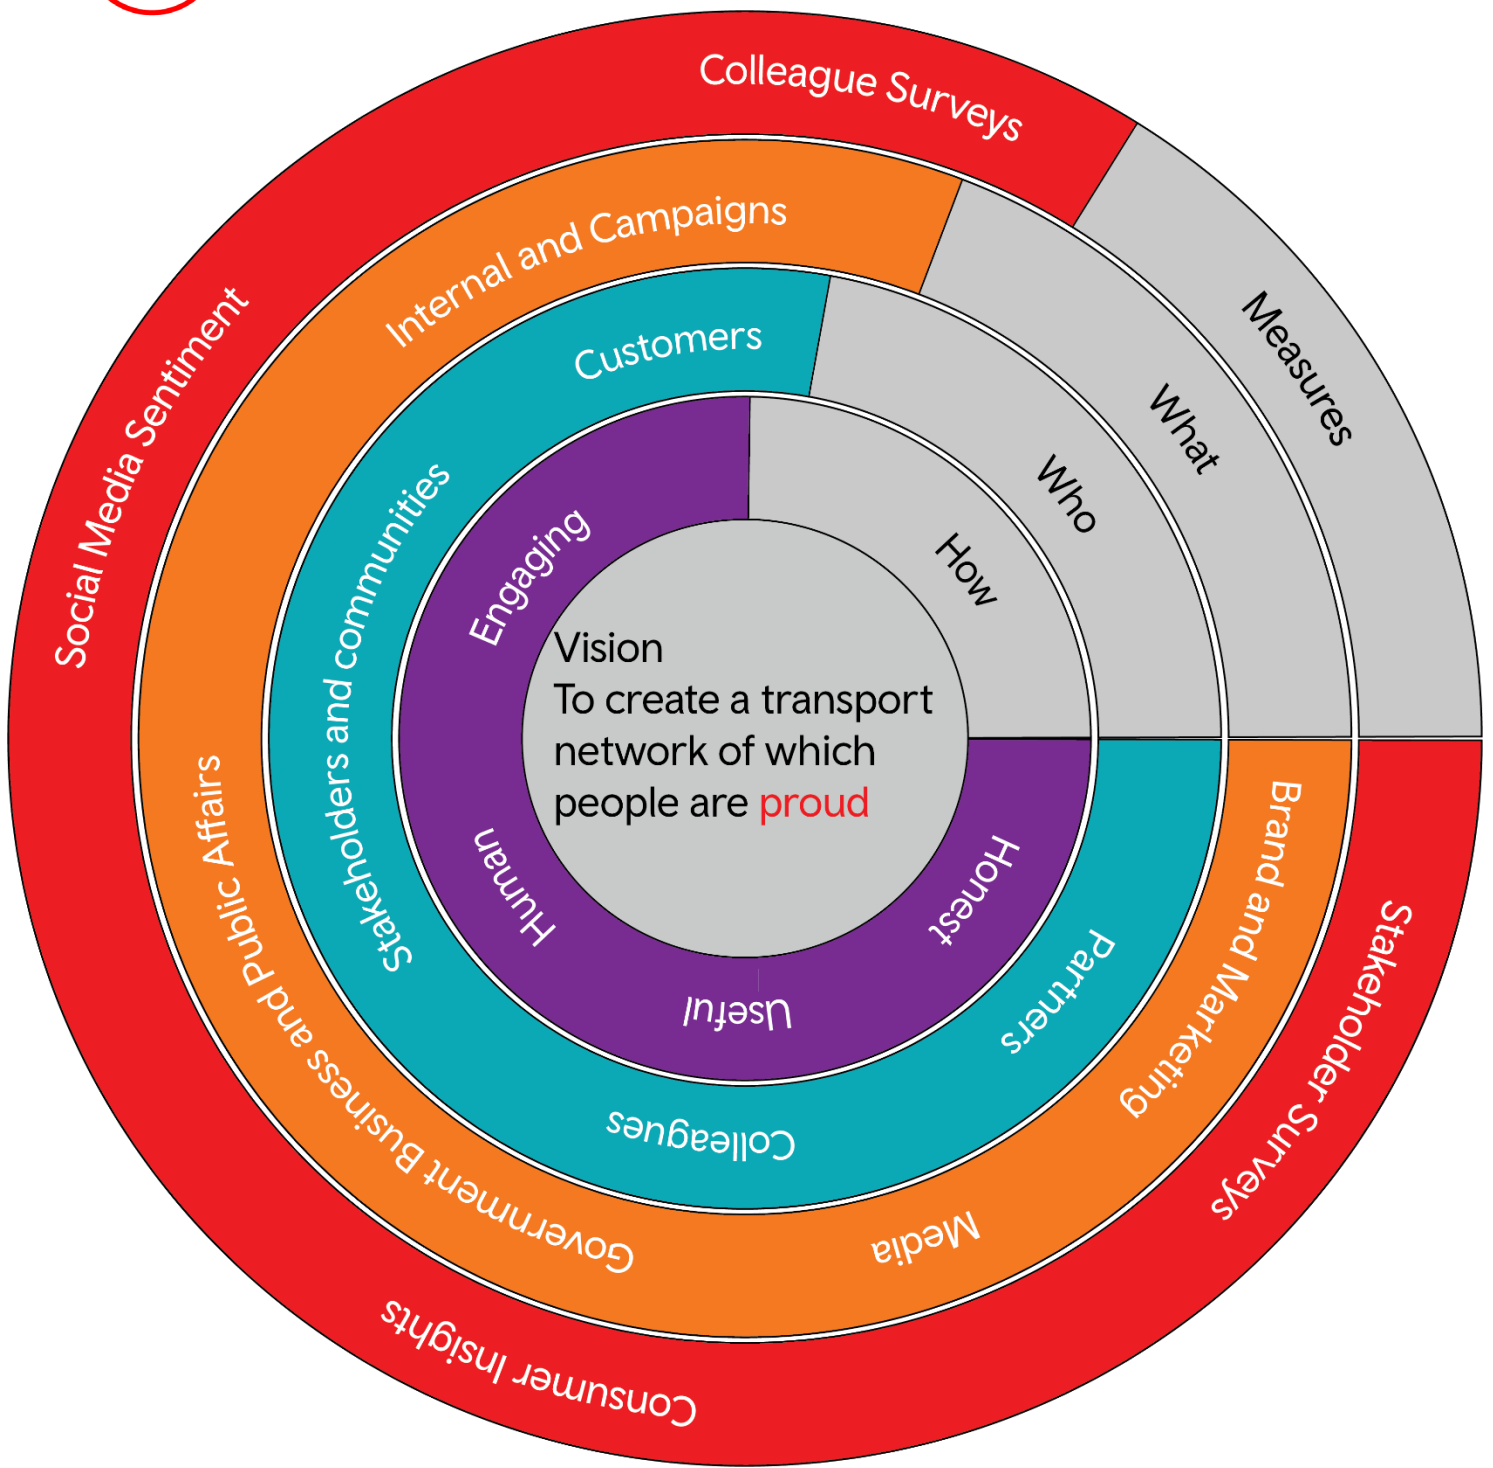 Vision
To create a transport
network of which
people are proud
How
Honest
Useful
Human
Engaging
Who
Partners
Colleagues
Stakeholders and communities
Customers
What
Brand and Marketing
Media
Government Business and Public Affairs
Internal and Campaigns
Measures
Stakeholder Surveys
Consumer Insights
Social Media Sentiment
Colleague Surveys